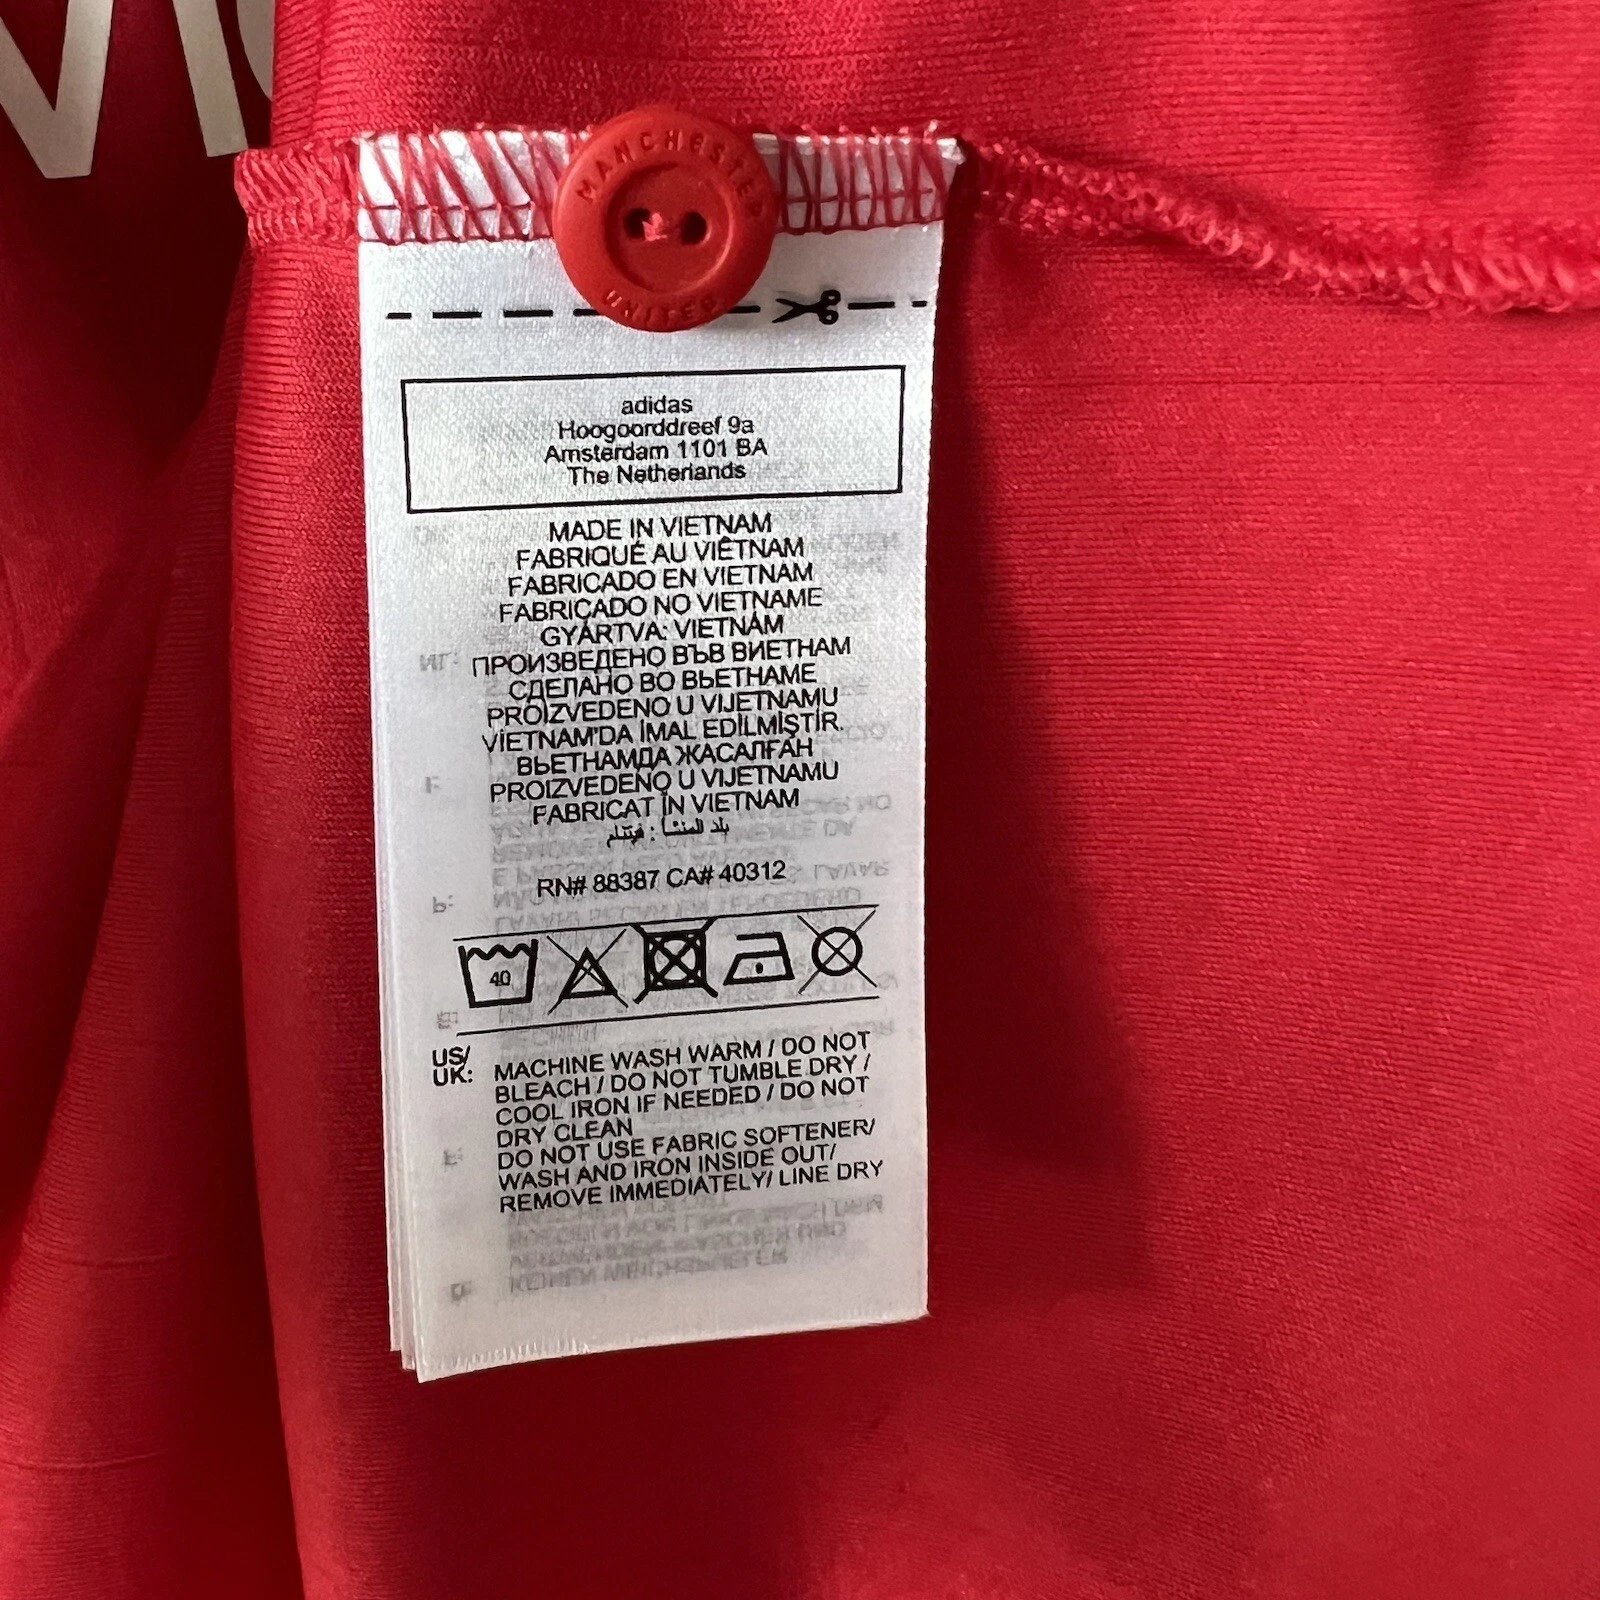 MANCHESTER
UNITED
adidas
Hoogoorddreef 9a
Amsterdam 1101 BA
The Netherlands
MADE IN VIETNAM
FABRIQUÉ AU VIÊTNAM
FABRICADO EN VIETNAM
FABRICADO NO VIETNAME
GYÁRTVA: VIETNÁM
ПРОИЗВЕДЕНО ВЪВ ВИЕТНАМ
СДЕЛАНО ВО ВЬЕТНАМЕ
PROIZVEDENO U VIJETNAMU
VİETNAM'DA İMAL EDİLMİŞTİR.
ВЬЕТНАМДА ЖАСАЛҒАН
PROIZVEDENO U VIJETNAMU
FABRICAT ÎN VIETNAM
بلد المنشأ : فيتنام
RN# 88387 CA# 40312
40
US/
UK:
MACHINE WASH WARM / DO NOT
BLEACH / DO NOT TUMBLE DRY /
COOL IRON IF NEEDED / DO NOT
DRY CLEAN
DO NOT USE FABRIC SOFTENER/
WASH AND IRON INSIDE OUT/
REMOVE IMMEDIATELY/ LINE DRY